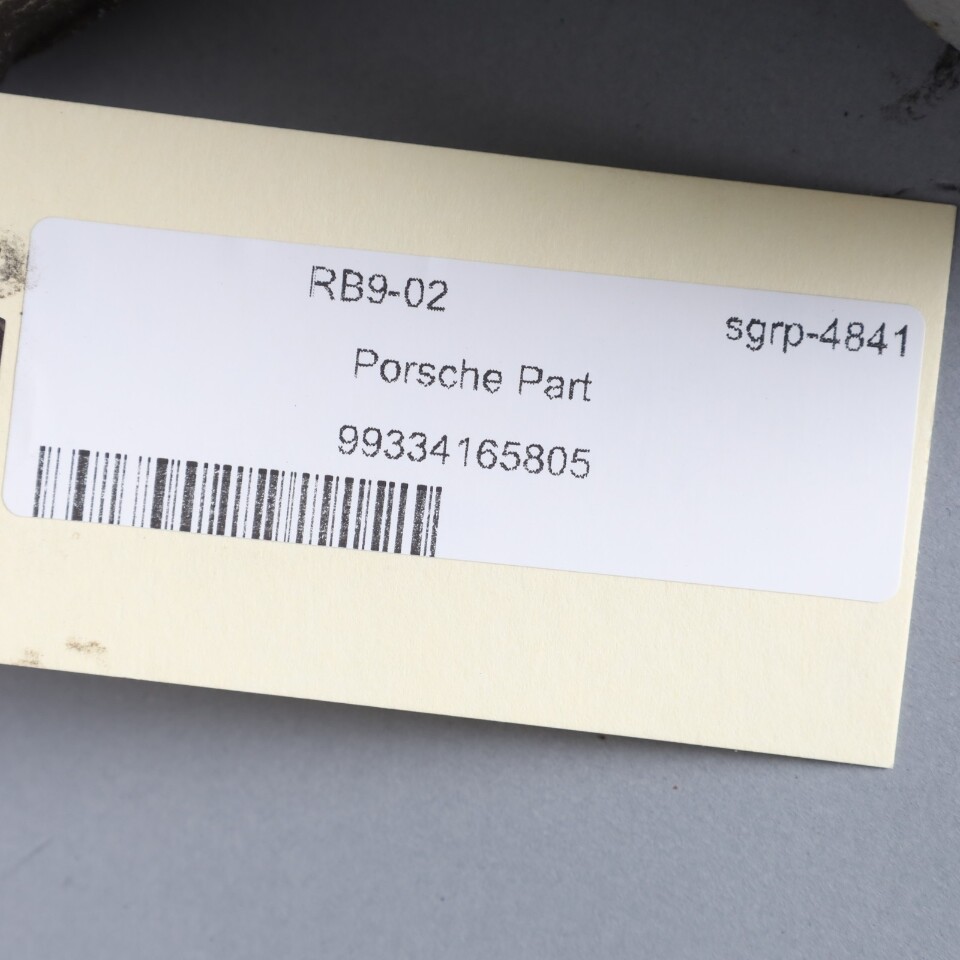 RB9-02
sgrp-4841
Porsche Part
99334165805